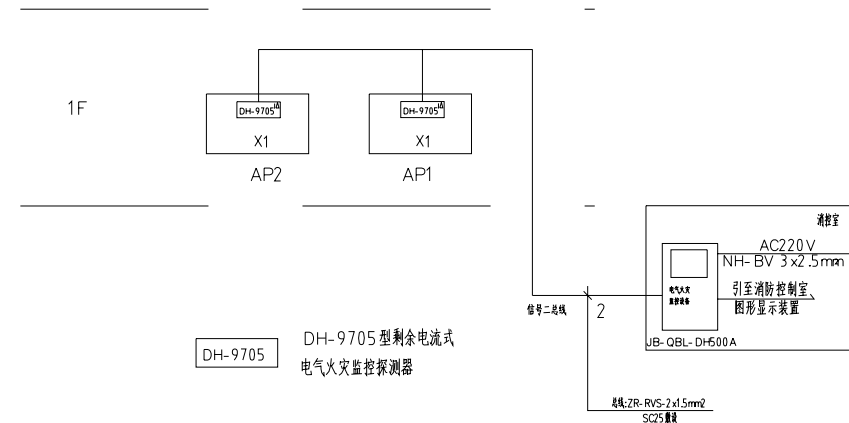 1F
DH-9705
X1
AP2
DH-9705
X1
AP1
消控室
AC220V
NH-BV 3x2.5mm
电气火灾
监控设备
引至消防控制室、
图形显示装置
JB-QBL-DH500A
信号二总线
2
DH-9705
DH-9705型剩余电流式
电气火灾监控探测器
总线:ZR-RVS-2x1.5mm2
SC25敷设